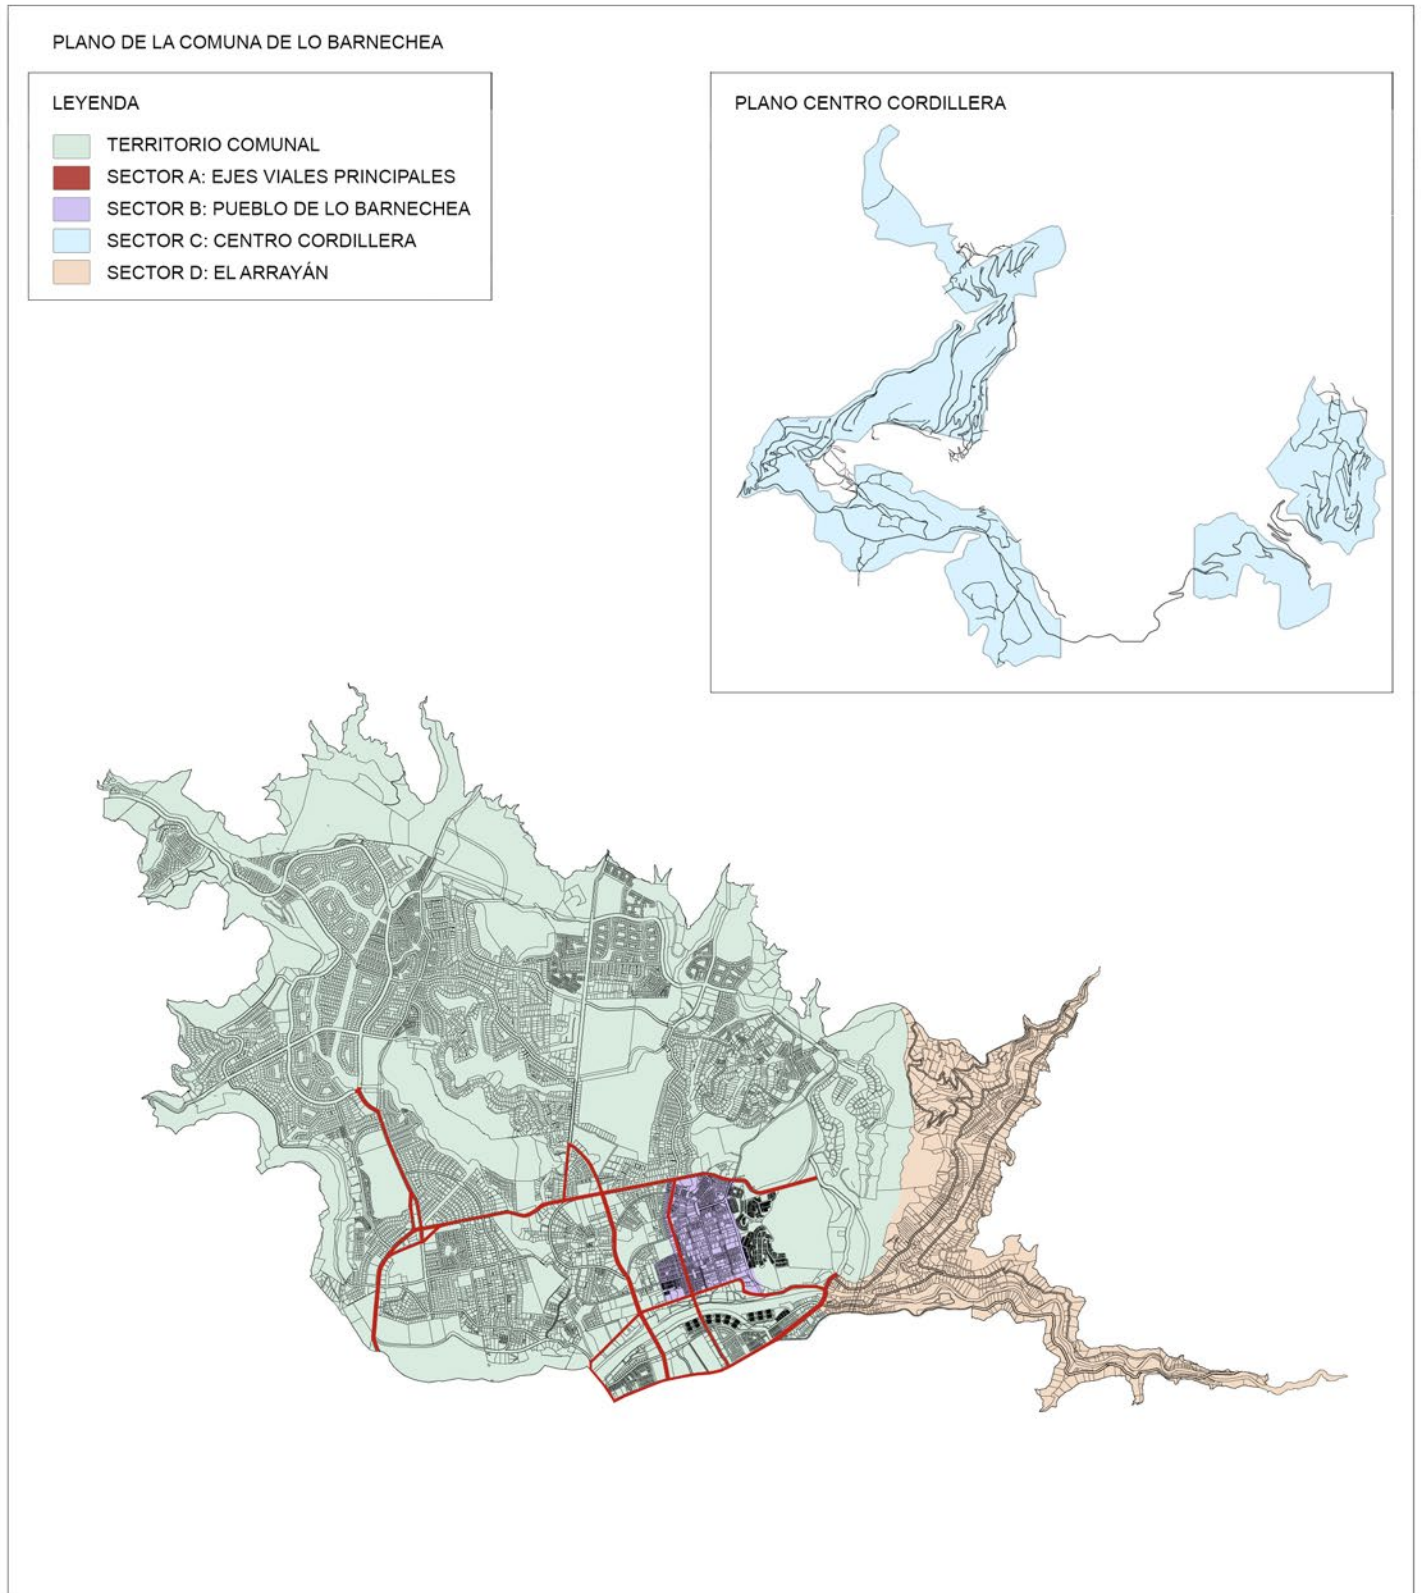 PLANO DE LA COMUNA DE LO BARNECHEA
LEYENDA
TERRITORIO COMUNAL
SECTOR A: EJES VIALES PRINCIPALES
SECTOR B: PUEBLO DE LO BARNECHEA
SECTOR C: CENTRO CORDILLERA
SECTOR D: EL ARRAYÁN
PLANO CENTRO CORDILLERA